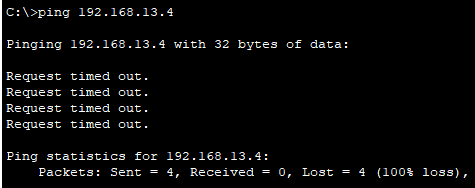 C:\>ping 192.168.13.4
Pinging 192.168.13.4 with 32 bytes of data:
Request timed out.
Request timed out.
Request timed out.
Request timed out.
Ping statistics for 192.168.13.4:
Packets: Sent = 4, Received = 0, Lost = 4 (100% loss),